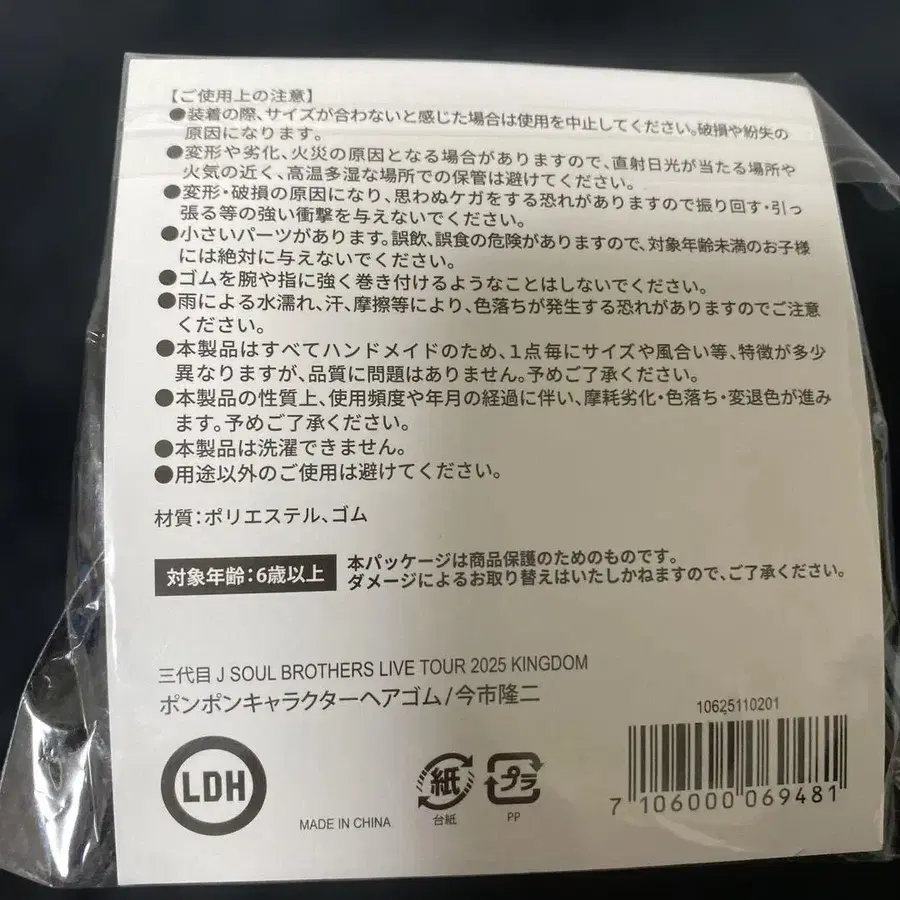 【ご使用上の注意】
●装着の際、サイズが合わないと感じた場合は使用を中止してください。破損や紛失の
原因になります。
●変形や劣化、火災の原因となる場合がありますので、直射日光が当たる場所や
火気の近く、高温多湿な場所での保管は避けてください。
●変形・破損の原因になり、思わぬケガをする恐れがありますので振り回す・引っ
張る等の強い衝撃を与えないでください。
●小さいパーツがあります。誤飲、誤食の危険がありますので、対象年齢未満のお子様
には絶対に与えないでください。
●ゴムを腕や指に強く巻き付けるようなことはしないでください。
●雨による水濡れ、汗、摩擦等により、色落ちが発生する恐れがありますのでご注意
ください。
●本製品はすべてハンドメイドのため、1点毎にサイズや風合い等、特徴が多少
異なりますが、品質に問題はありません。予めご了承ください。
●本製品の性質上、使用頻度や年月の経過に伴い、摩耗劣化・色落ち・変退色が進み
ます。予めご了承ください。
●本製品は洗濯できません。
●用途以外のご使用は避けてください。
材質：ポリエステル、ゴム
対象年齢：6歳以上
本パッケージは商品保護のためのものです。
ダメージによるお取り替えはいたしかねますので、ご了承ください。
三代目 J SOUL BROTHERS LIVE TOUR 2025 KINGDOM
ポンポンキャラクターヘアゴム/今市隆二
LDH
MADE IN CHINA
紙
台紙
プラ
PP
10625110201
7 106000 069481